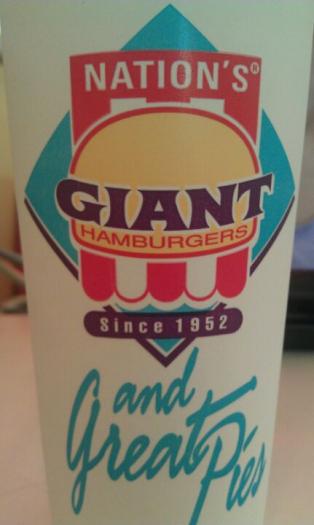 NATION'S®
GIANT
HAMBURGERS
Since 1952
and
Great Pies